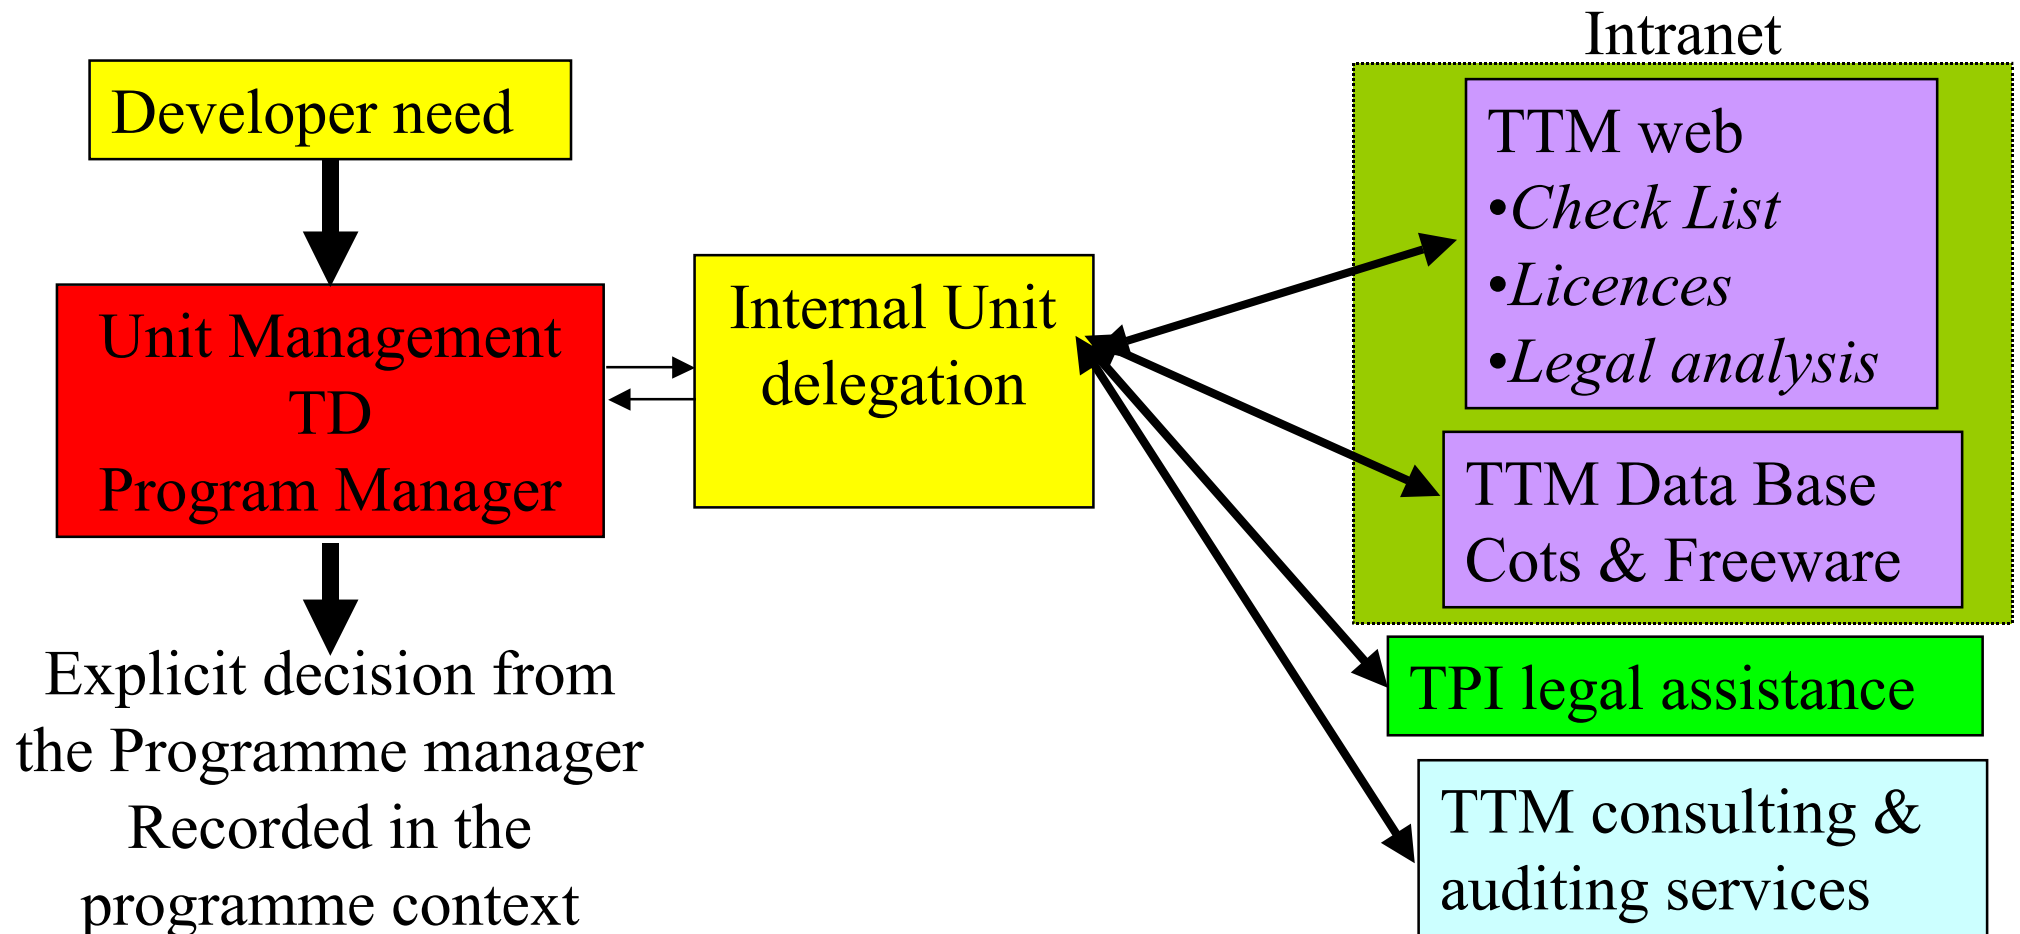 Intranet
Developer need
Unit Management
TD
Program Manager
Explicit decision from
the Programme manager
Recorded in the
programme context
Internal Unit
delegation
TTM web
•Check List
•Licences
•Legal analysis
TTM Data Base
Cots & Freeware
TPI legal assistance
TTM consulting &
auditing services